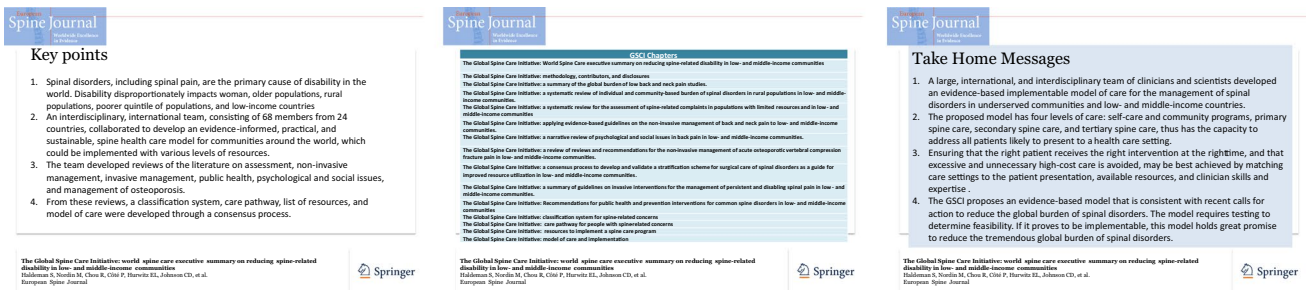 European
Spine Journal
Worldwide Excellence
in Evidence
Key points
1. Spinal disorders, including spinal pain, are the primary cause of disability in the
world. Disability disproportionately impacts woman, older populations, rural
populations, poorer quintile of populations, and low-income countries
2. An interdisciplinary, international team, consisting of 68 members from 24
countries, collaborated to develop an evidence-informed, practical, and
sustainable, spine health care model for communities around the world, which
could be implemented with various levels of resources.
3. The team developed reviews of the literature on assessment, non-invasive
management, invasive management, public health, psychological and social issues,
and management of osteoporosis.
4. From these reviews, a classification system, care pathway, list of resources, and
model of care were developed through a consensus process.
The Global Spine Care Initiative: world spine care executive summary on reducing spine-related
disability in low- and middle-income communities
Haldeman S, Nordin M, Chou R, Côté P, Hurwitz EL, Johnson CD, et al.
European Spine Journal
Springer
European
Spine Journal
Worldwide Excellence
in Evidence
GSCI Chapters
The Global Spine Care Initiative: World Spine Care executive summary on reducing spine-related disability in low- and middle-income communities
The Global Spine Care Initiative: methodology, contributors, and disclosures
The Global Spine Care Initiative: a summary of the global burden of low back and neck pain studies.
The Global Spine Care Initiative: a systematic review of individual and community-based burden of spinal disorders in rural populations in low- and middle-
income communities.
The Global Spine Care Initiative: a systematic review for the assessment of spine-related complaints in populations with limited resources and in low- and
middle-income communities
The Global Spine Care Initiative: applying evidence-based guidelines on the non-invasive management of back and neck pain to low- and middle-income
communities.
The Global Spine Care Initiative: a narrative review of psychological and social issues in back pain in low- and middle-income communities.
The Global Spine Care Initiative: a review of reviews and recommendations for the non-invasive management of acute osteoporotic vertebral compression
fracture pain in low- and middle-income communities.
The Global Spine Care Initiative: a consensus process to develop and validate a stratification scheme for surgical care of spinal disorders as a guide for
improved resource utilization in low- and middle-income communities.
The Global Spine Care Initiative: a summary of guidelines on invasive interventions for the management of persistent and disabling spinal pain in low- and
middle-income communities.
The Global Spine Care Initiative: Recommendations for public health and prevention interventions for common spine disorders in low- and middle-income
communities
The Global Spine Care Initiative: classification system for spine-related concerns
The Global Spine Care Initiative: care pathway for people with spine-related concerns
The Global Spine Care Initiative: resources to implement a spine care program
The Global Spine Care Initiative: model of care and implementation
The Global Spine Care Initiative: world spine care executive summary on reducing spine-related
disability in low- and middle-income communities
Haldeman S, Nordin M, Chou R, Côté P, Hurwitz EL, Johnson CD, et al.
European Spine Journal
Springer
European
Spine Journal
Worldwide Excellence
in Evidence
Take Home Messages
1. A large, international, and interdisciplinary team of clinicians and scientists developed
an evidence-based implementable model of care for the management of spinal
disorders in underserved communities and low- and middle-income countries.
2. The proposed model has four levels of care: self-care and community programs, primary
spine care, secondary spine care, and tertiary spine care, thus has the capacity to
address all patients likely to present to a health care setting.
3. Ensuring that the right patient receives the right intervention at the right time, and that
excessive and unnecessary high-cost care is avoided, may be best achieved by matching
care settings to the patient presentation, available resources, and clinician skills and
expertise .
4. The GSCI proposes an evidence-based model that is consistent with recent calls for
action to reduce the global burden of spinal disorders. The model requires testing to
determine feasibility. If it proves to be implementable, this model holds great promise
to reduce the tremendous global burden of spinal disorders.
The Global Spine Care Initiative: world spine care executive summary on reducing spine-related
disability in low- and middle-income communities
Haldeman S, Nordin M, Chou R, Côté P, Hurwitz EL, Johnson CD, et al.
European Spine Journal
Springer